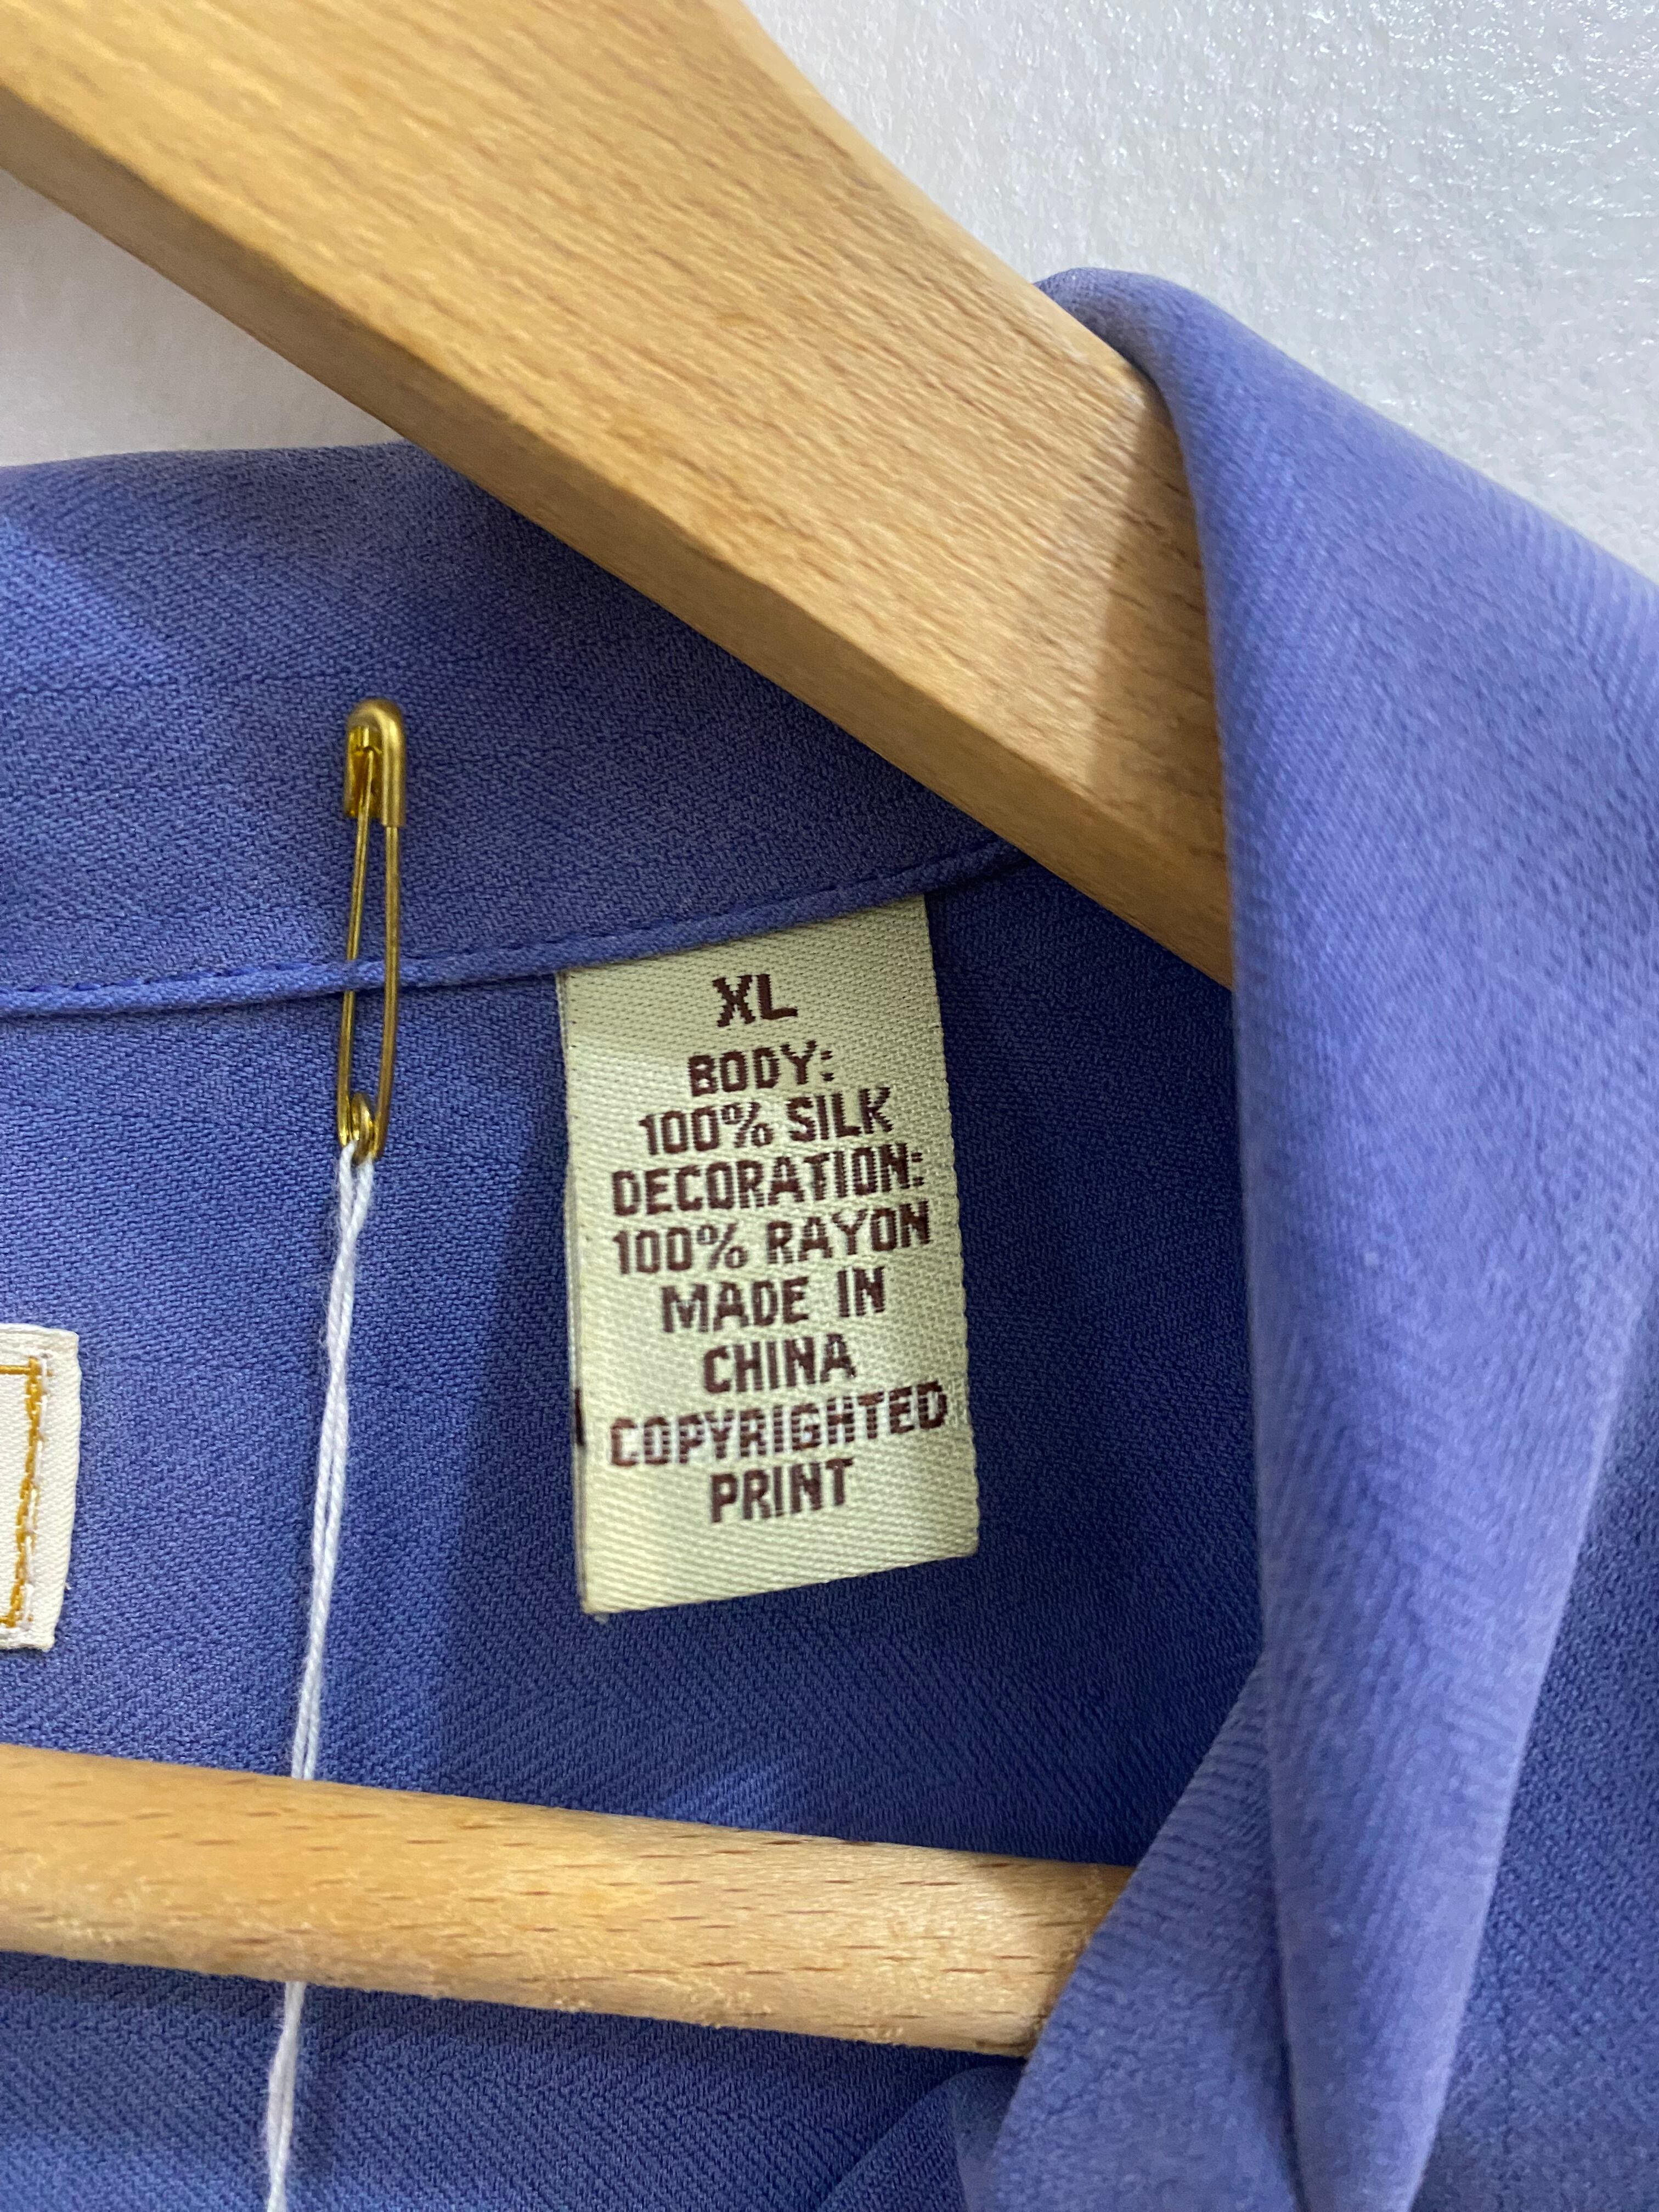 XL
BODY:
100% SILK
DECORATION:
100% RAYON
MADE IN
CHINA
COPYRIGHTED
PRINT